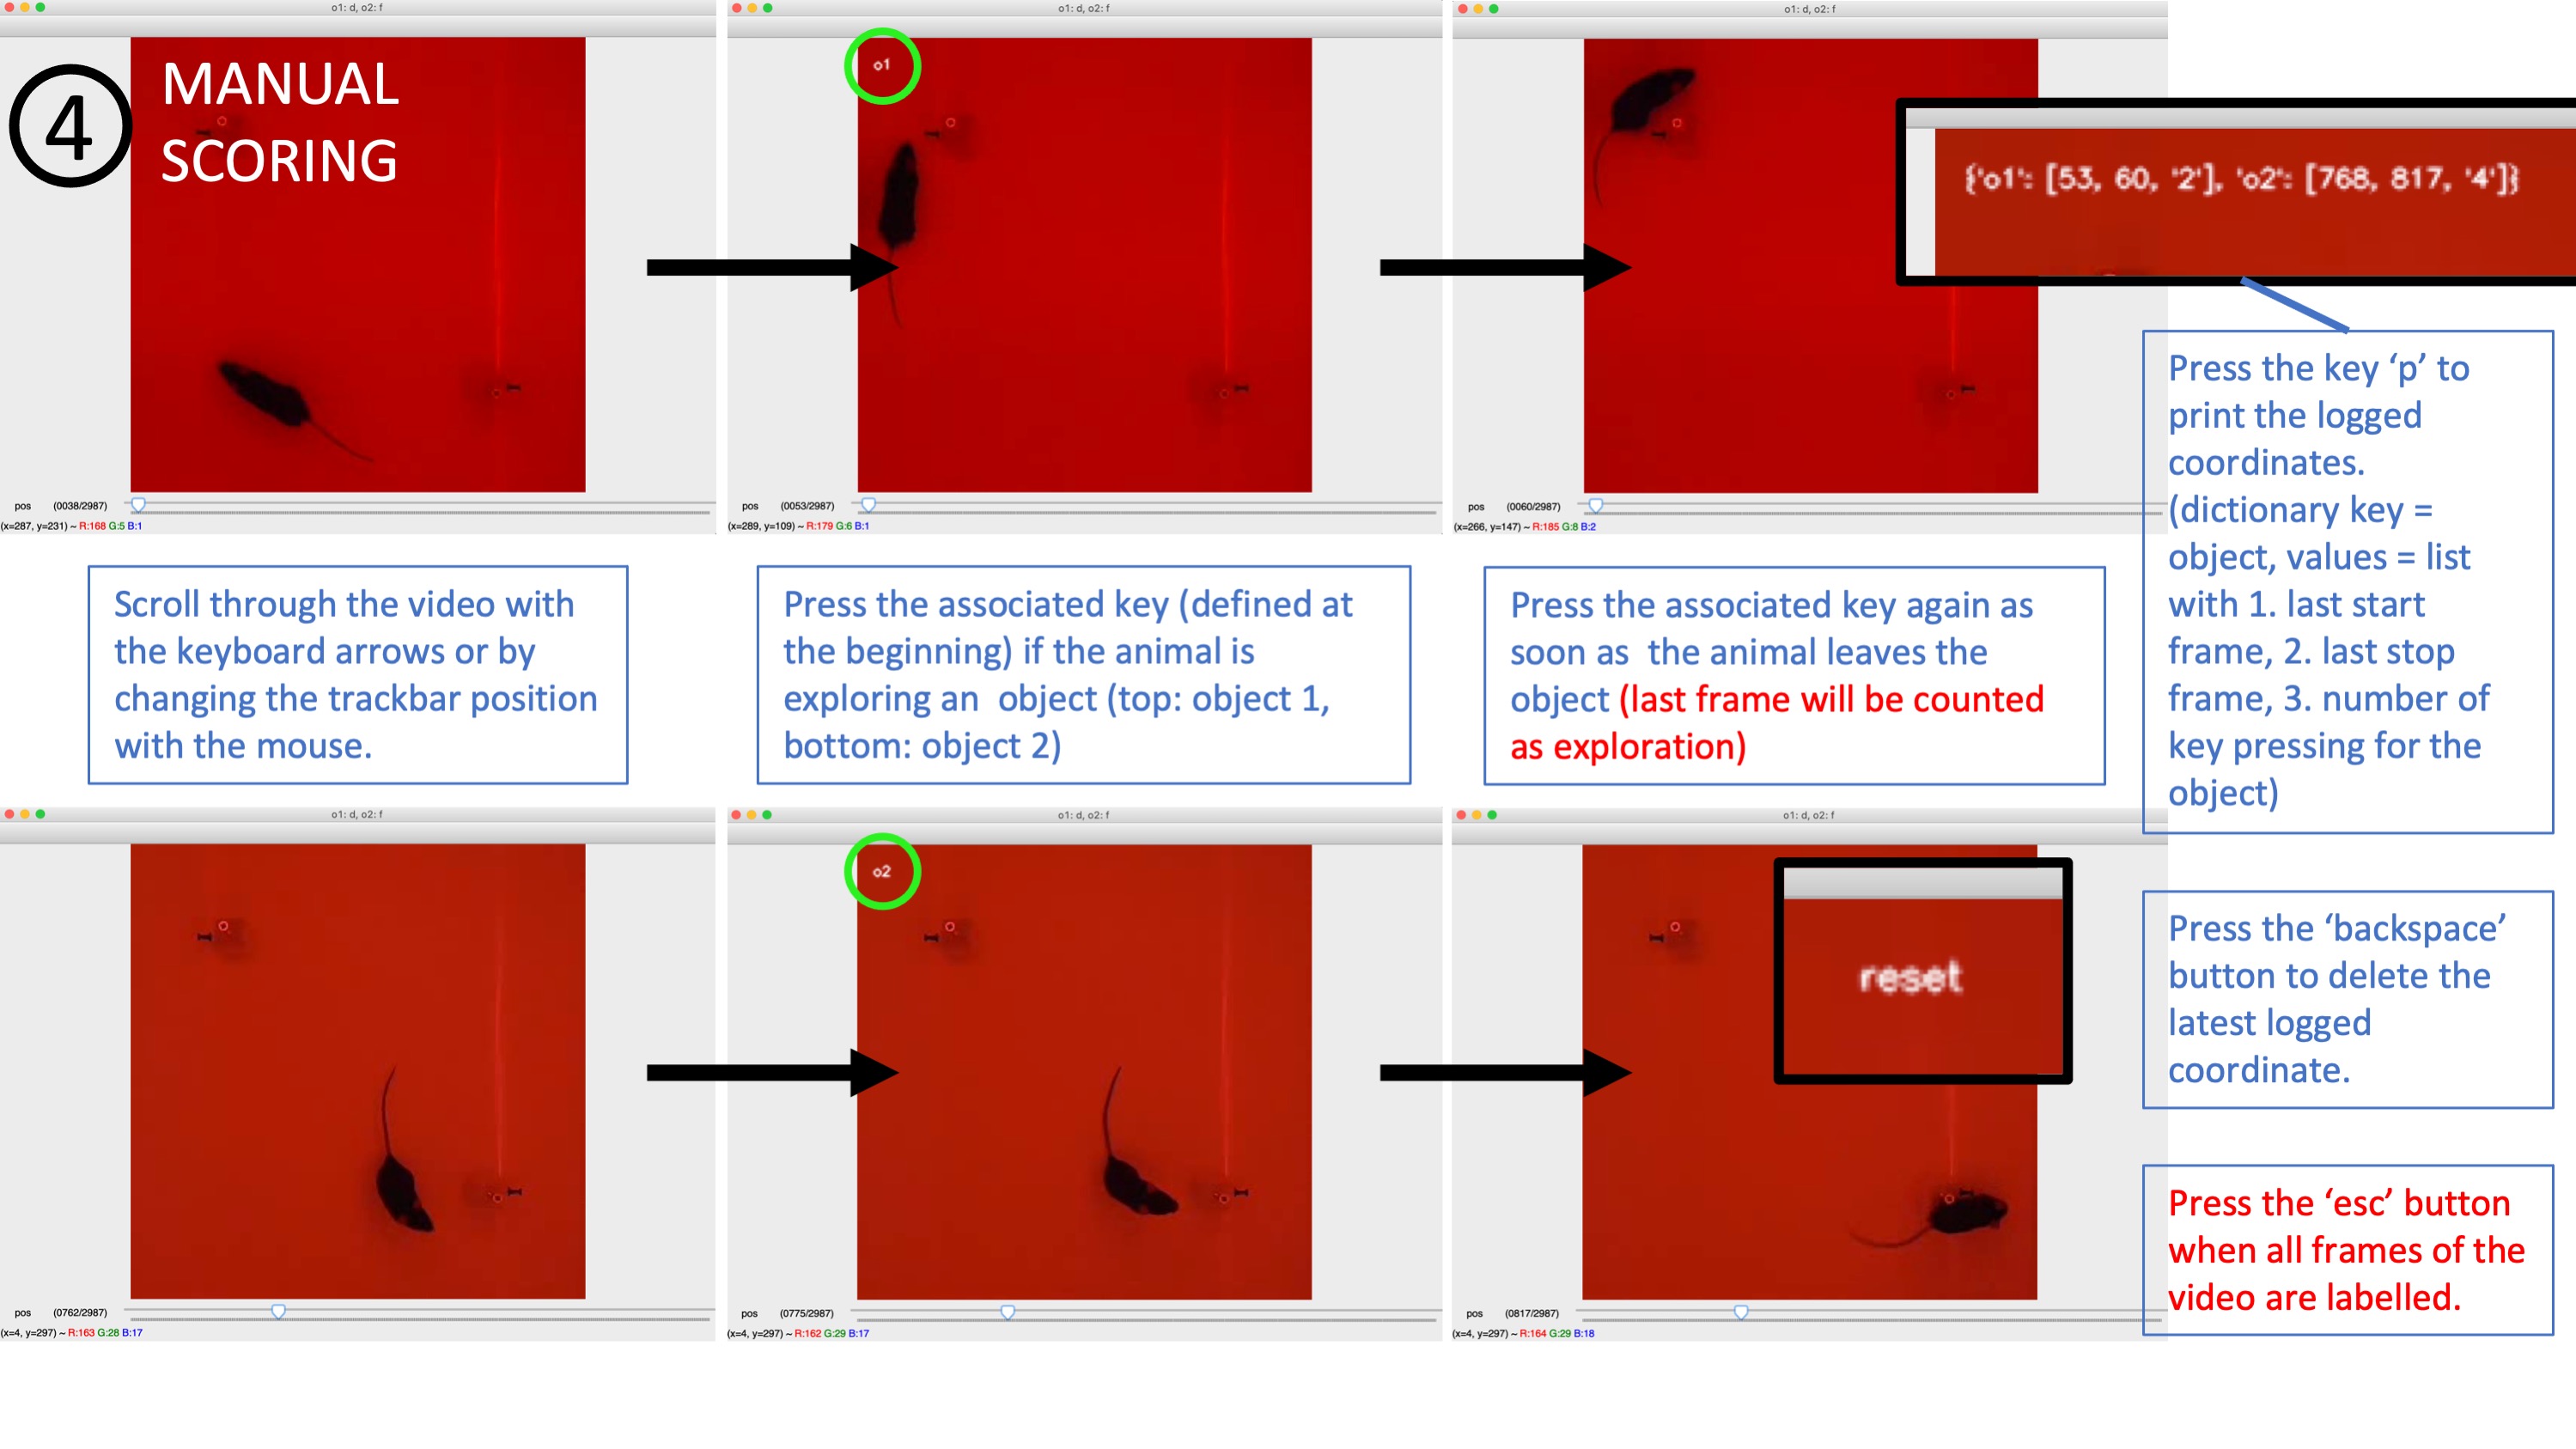 o1: d, o2: f
o1: d, o2: f
o1: d, o2: f
4
MANUAL
SCORING
o1
{'o1': [53, 60, '2'], 'o2': [768, 817, '4']}
pos (0038/2987)
(x=287, y=231) ~ R:168 G:5 B:1
pos (0053/2987)
(x=289, y=109) ~ R:179 G:6 B:1
pos (0060/2987)
(x=266, y=147) ~ R:185 G:8 B:2
Scroll through the video with
the keyboard arrows or by
changing the trackbar position
with the mouse.
Press the associated key (defined at
the beginning) if the animal is
exploring an  object (top: object 1,
bottom: object 2)
Press the associated key again as
soon as  the animal leaves the
object (last frame will be counted
as exploration)
Press the key ‘p’ to
print the logged
coordinates.
(dictionary key =
object, values = list
with 1. last start
frame, 2. last stop
frame, 3. number of
key pressing for the
object)
o1: d, o2: f
o1: d, o2: f
o1: d, o2: f
o2
reset
pos (0762/2987)
(x=4, y=297) ~ R:163 G:28 B:17
pos (0775/2987)
(x=4, y=297) ~ R:162 G:29 B:17
pos (0817/2987)
(x=4, y=297) ~ R:164 G:29 B:18
Press the ‘backspace’
button to delete the
latest logged
coordinate.
Press the ‘esc’ button
when all frames of the
video are labelled.